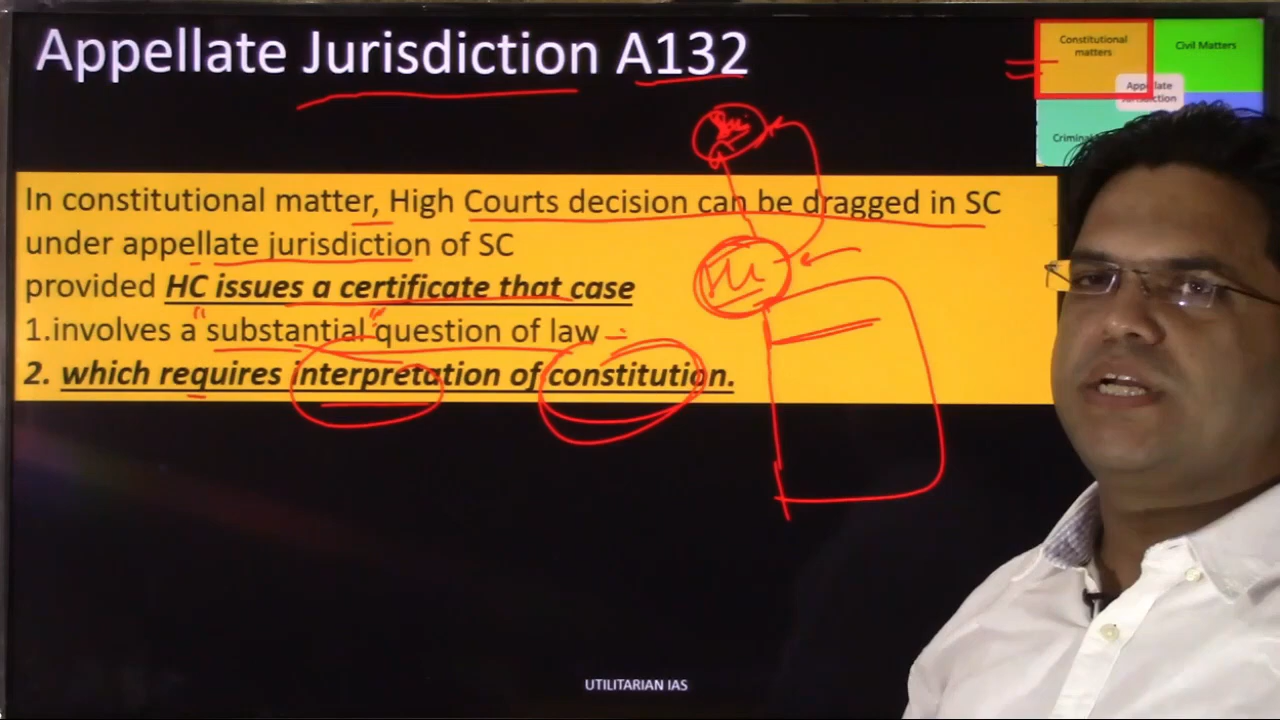 Appellate Jurisdiction A132
Constitutional
matters
Civil Matters
Appellate
Jurisdiction
In constitutional matter, High Courts decision can be dragged in SC
under appellate jurisdiction of SC
provided HC issues a certificate that case
1.involves a substantial question of law
2. which requires interpretation of constitution.
HC
UTILITARIAN IAS